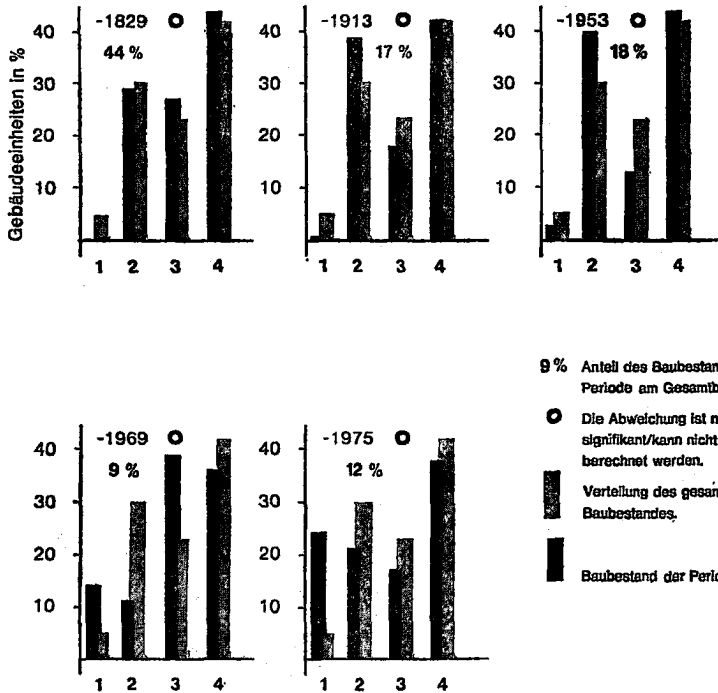 Gebäudeeinheiten in %
40
30
20
10
-1829
44 %
1 2 3 4
40
30
20
10
-1913
17 %
1 2 3 4
40
30
20
10
-1953
18 %
1 2 3 4
40
30
20
10
-1969
9 %
1 2 3 4
40
30
20
10
-1975
12 %
1 2 3 4
9 % Anteil des Baubestan
Periode am Gesamtb
Die Abweichung ist n
signifikant/kann nicht
berechnet werden.
Verteilung des gesan
Baubestandes.
Baubestand der Perio